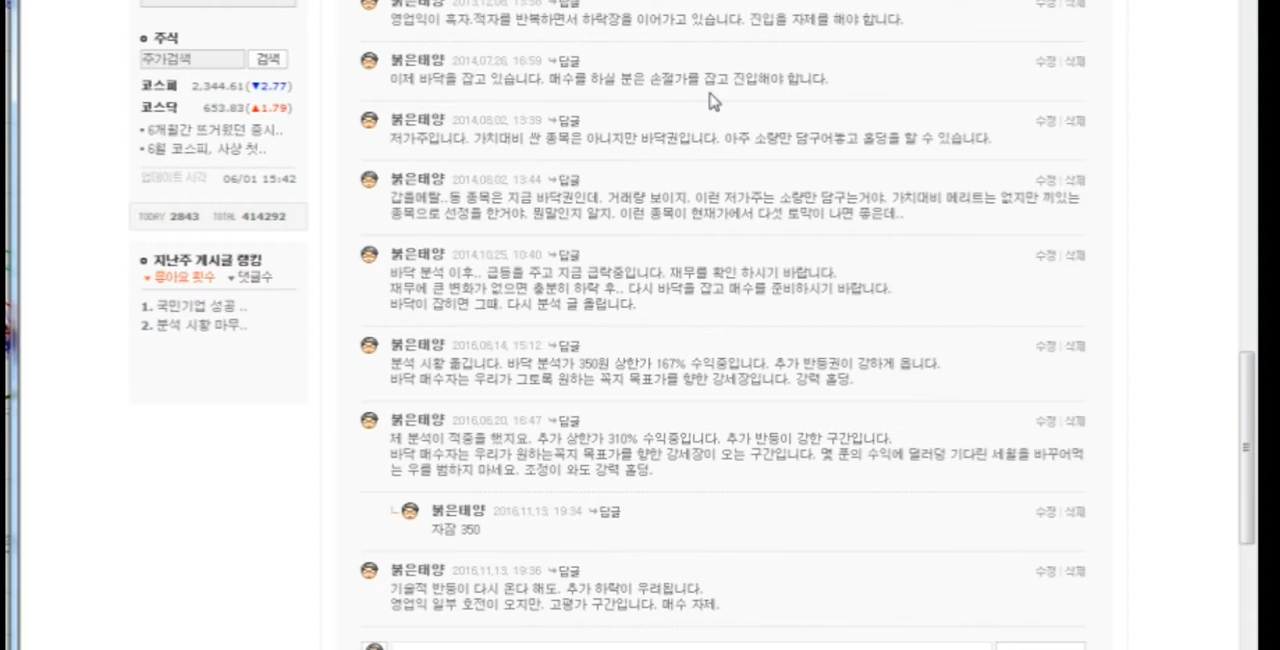 주식
주가검색 검색
코스피 2,344.61(▼2.77)
코스닥 653.83(▲1.79)
• 6개월간 뜨거웠던 증시..
• 6월 코스피, 사상 첫..
업데이트 시각 06/01 15:42
TODAY 2843 TOTAL 414292
지난주 게시글 랭킹
▾ 좋아요 횟수 ▾ 댓글수
1. 국민기업 성공 ..
2. 분석 시황 마무..
영업익이 흑자.적자를 반복하면서 하락장을 이어가고 있습니다. 진입을 자제를 해야 합니다.
붉은태양 2014.07.26, 16:59 답글 수정 | 삭제
이제 바닥을 잡고 있습니다. 매수를 하실 분은 손절가를 잡고 진입해야 합니다.
붉은태양 2014.08.02, 13:39 답글 수정 | 삭제
저가주입니다. 가치대비 싼 종목은 아니지만 바닥권입니다. 아주 소량만 담구어놓고 홀딩을 할 수 있습니다.
붉은태양 2014.08.02, 13:44 답글 수정 | 삭제
갑을메탈..동 종목은 지금 바닥권인데. 거래량 보이지. 이런 저가주는 소량만 담구는거야. 가치대비 메리트는 없지만 끼있는
종목으로 선정을 한거야. 뭔말인지 알지. 이런 종목이 현재가에서 다섯 토막이 나면 좋은데..
붉은태양 2014.10.25, 10:40 답글 수정 | 삭제
바닥 분석 이후.. 급등을 주고 지금 급락중입니다. 재무를 확인 하시기 바랍니다.
재무에 큰 변화가 없으면 충분히 하락 후.. 다시 바닥을 잡고 매수를 준비하시기 바랍니다.
바닥이 잡히면 그때. 다시 분석 글 올립니다.
붉은태양 2016.06.14, 15:12 답글 수정 | 삭제
분석 시황 옮깁니다. 바닥 분석가 350원 상한가 167% 수익중입니다. 추가 반등권이 강하게 옵니다.
바닥 매수자는 우리가 그토록 원하는 꼭지 목표가를 향한 강세장입니다. 강력 홀딩.
붉은태양 2016.06.20, 16:47 답글 수정 | 삭제
제 분석이 적중을 했지요. 추가 상한가 310% 수익중입니다. 추가 반등이 강한 구간입니다.
바닥 매수자는 우리가 원하는꼭지 목표가를 향한 강세장이 오는 구간입니다. 몇 푼의 수익에 덜러덩 기다린 세월을 바꾸어먹
는 우를 범하지 마세요. 조정이 와도 강력 홀딩.
붉은태양 2016.11.13, 19:34 답글 수정 | 삭제
자잠 350
붉은태양 2016.11.13, 19:36 답글 수정 | 삭제
기술적 반등이 다시 온다 해도. 추가 하락이 우려됩니다.
영업익 일부 호전이 오지만. 고평가 구간입니다. 매수 자제.